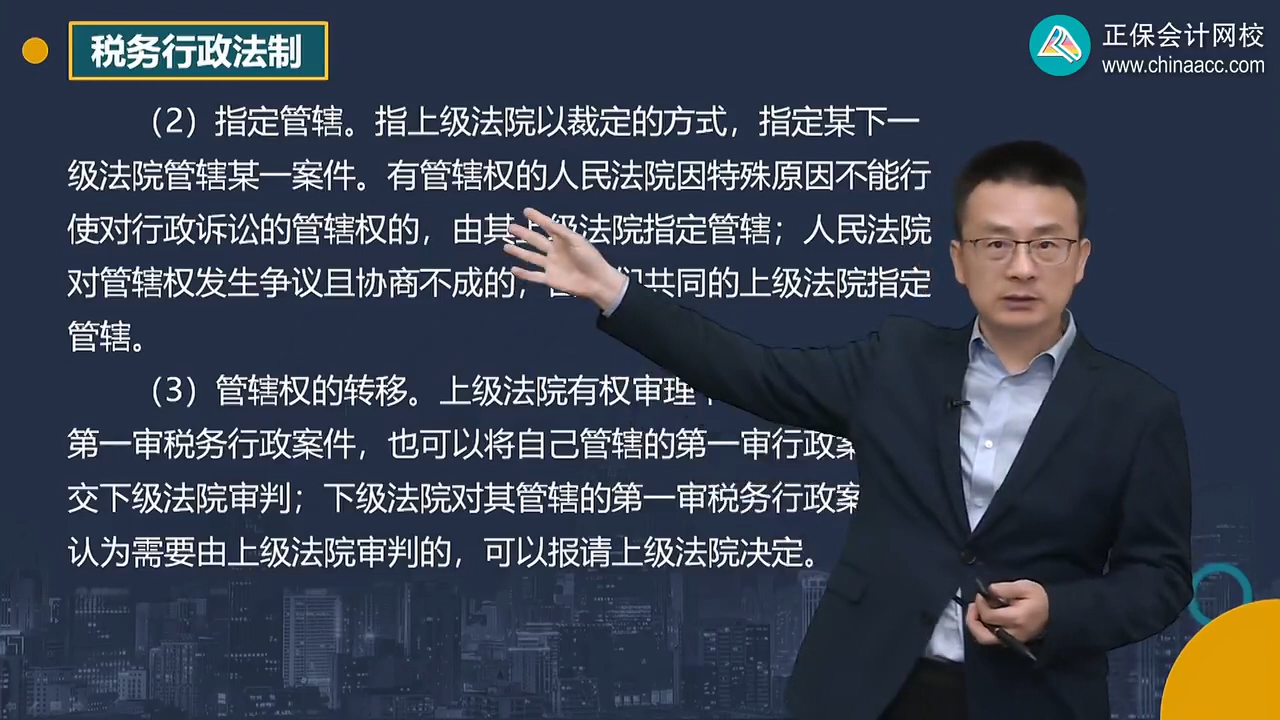 税务行政法制
正保会计网校
www.chinaacc.com
（2）指定管辖。指上级法院以裁定的方式，指定某下一
级法院管辖某一案件。有管辖权的人民法院因特殊原因不能行
使对行政诉讼的管辖权的，由其上级法院指定管辖；人民法院
对管辖权发生争议且协商不成的，由 们共同的上级法院指定
管辖。
（3）管辖权的转移。上级法院有权审理
第一审税务行政案件，也可以将自己管辖的第一审行政案
交下级法院审判；下级法院对其管辖的第一审税务行政案
认为需要由上级法院审判的，可以报请上级法院决定。